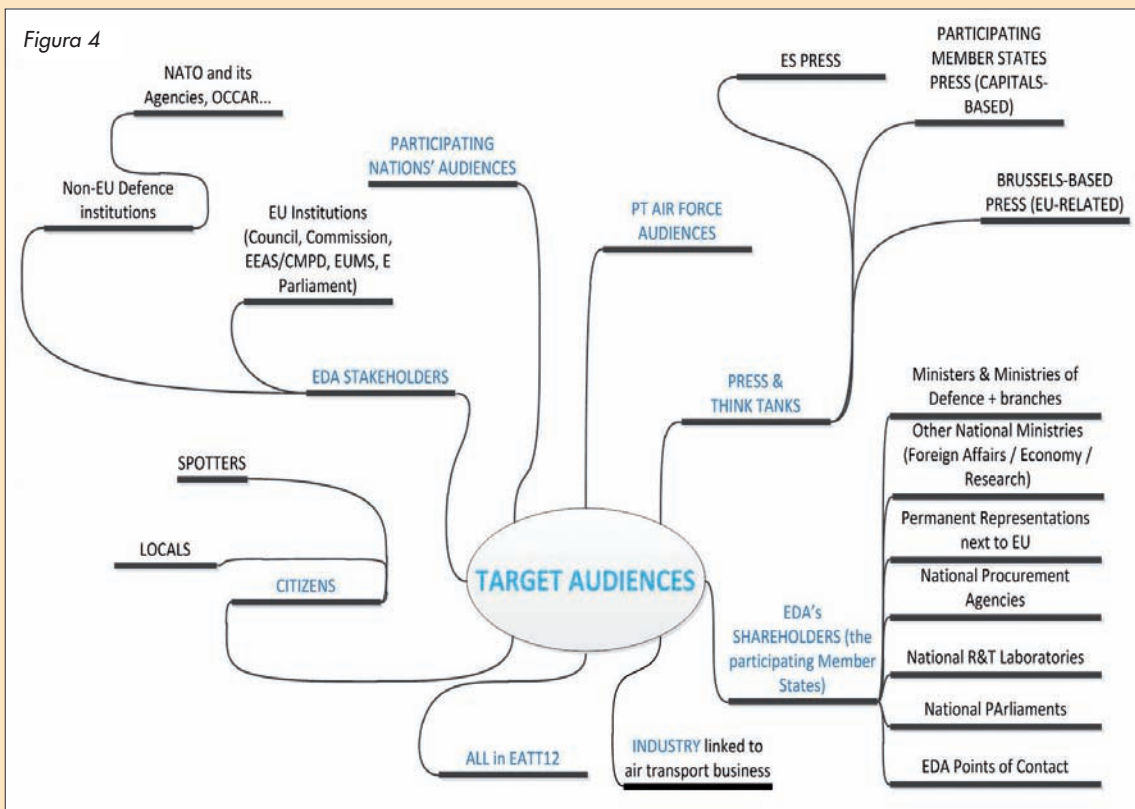 Figura 4
NATO and its
Agencies, OCCAR...
Non-EU Defence
institutions
PARTICIPATING
NATIONS' AUDIENCES
EU Institutions
(Council, Commission,
EEAS/CMPD, EUMS, E
Parliament)
EDA STAKEHOLDERS
SPOTTERS
LOCALS
CITIZENS
ALL in EATT12
TARGET AUDIENCES
PT AIR FORCE
AUDIENCES
ES PRESS
PARTICIPATING
MEMBER STATES
PRESS (CAPITALS-
BASED)
BRUSSELS-BASED
PRESS (EU-RELATED)
PRESS &
THINK TANKS
Ministers & Ministries of
Defence + branches
Other National Ministries
(Foreign Affairs / Economy /
Research)
Permanent Representations
next to EU
National Procurement
Agencies
National R&T Laboratories
National PArliaments
EDA Points of Contact
EDA's
SHAREHOLDERS (the
participating Member
States)
INDUSTRY linked to
air transport business